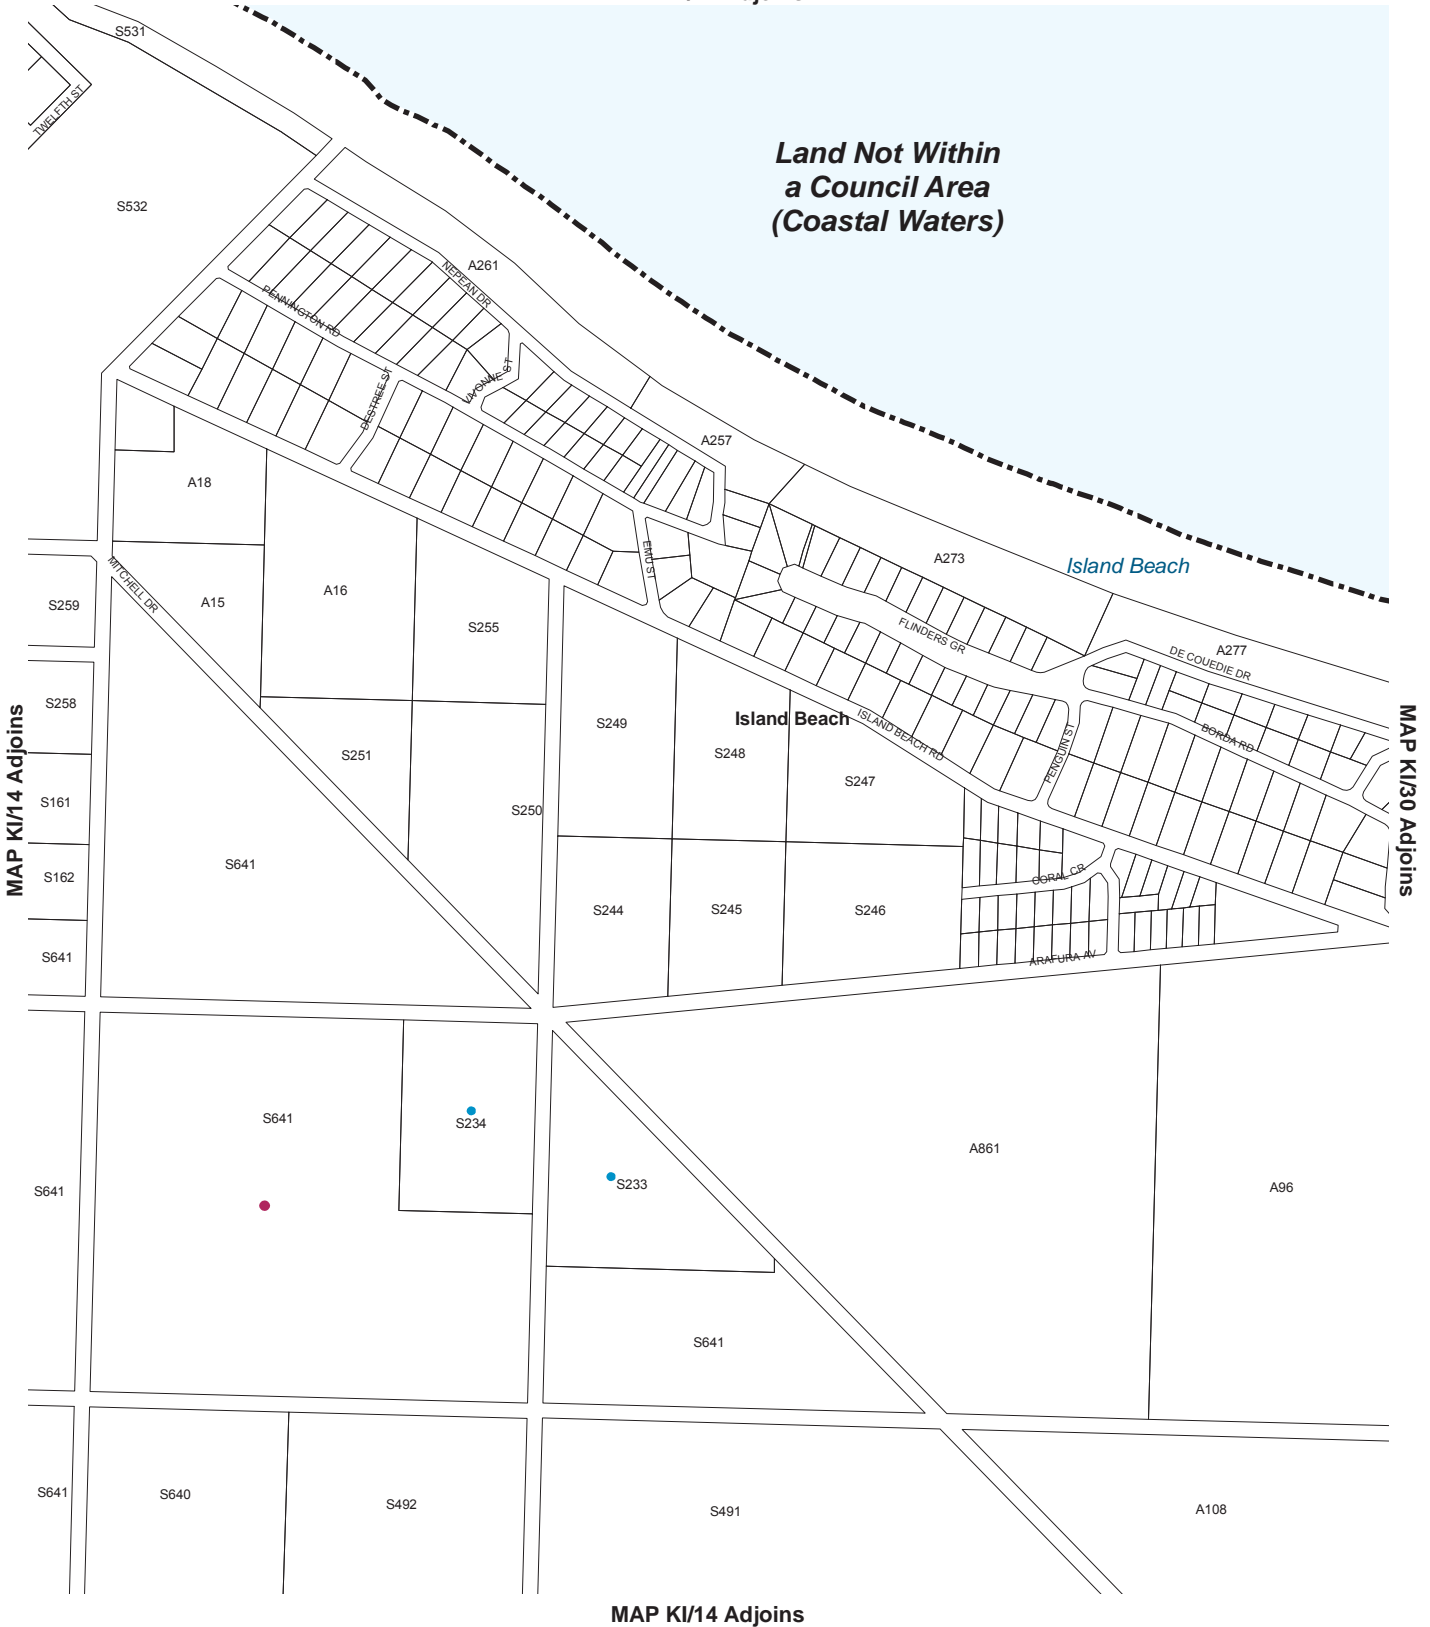 S531
TWELFTH ST
Land Not Within
a Council Area
(Coastal Waters)
S532
A261
NEPEAN DR
PENNINGTON RD
VIVONNE ST
DESTREE ST
A257
A18
EMU ST
A273
Island Beach
MITCHELL DR
S259
A15
A16
S255
FLINDERS GR
A277
DE COUEDIE DR
S258
S249
Island Beach
ISLAND BEACH RD
PENGUIN ST
BORDA RD
S251
S248
S247
MAP KI/14 Adjoins
MAP KI/30 Adjoins
S161
S250
S641
S162
CORAL CR
S244
S245
S246
S641
ARAFURA AV
S641
S234
A861
S641
S233
A96
S641
S641
S640
S492
S491
A108
MAP KI/14 Adjoins